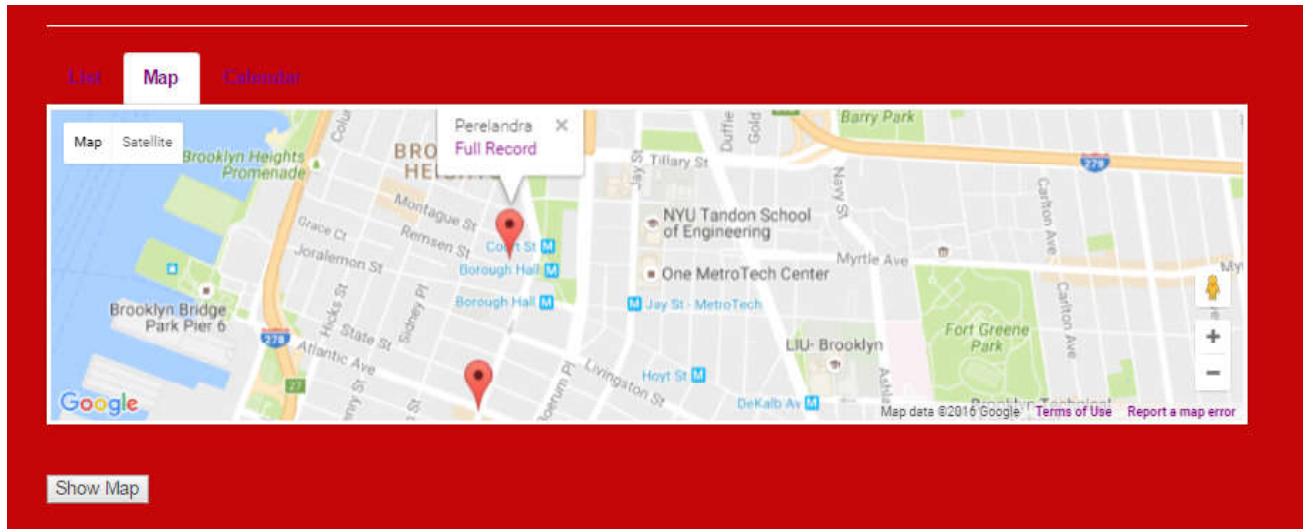 List Map Calendar
Map Satellite
Perelandra
Full Record
Brooklyn Heights
Promenade
BRO
HEIGHTS
Montague St
Grace Ct
Remsen St
Joralemon St
Court St M
Borough Hall M
Borough Hall M
Brooklyn Bridge
Park Pier 6
Hicks St
Sidney Pl
State St
278
Atlantic Ave
27
Boerum Pl
Livingston St
Hoyt St M
DeKalb Av M
Jay St
Tillary St
Duffie
Gold
Barry Park
278
Navy St
Carlton Ave
NYU Tandon School
of Engineering
One MetroTech Center
M Jay St - MetroTech
Myrtle Ave
Carlton Ave
LIU- Brooklyn
Fort Greene
Park
+
−
Google
Map data ©2016 Google
Terms of Use
Report a map error
Show Map